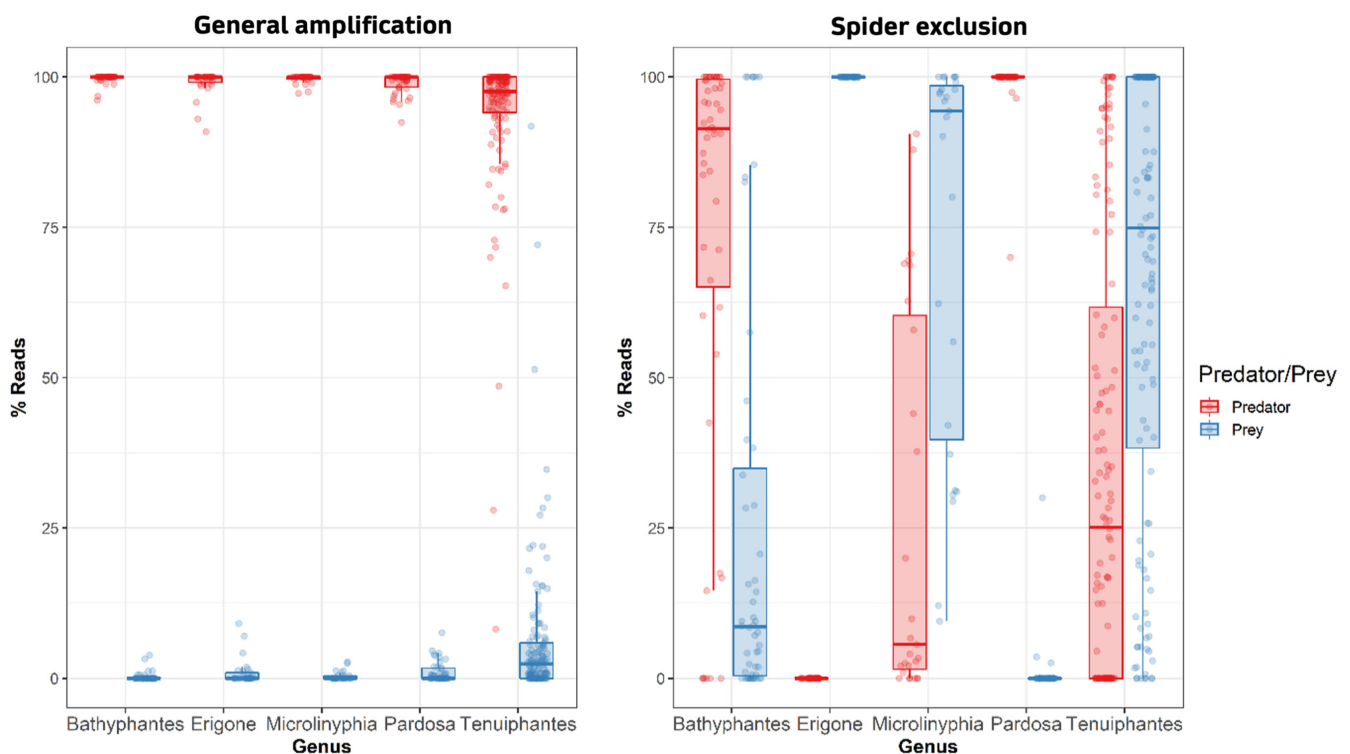 General amplification
% Reads
100
75
50
25
0
Bathyphantes Erigone Microlinyphia Pardosa Tenuiphantes
Genus
Spider exclusion
% Reads
100
75
50
25
0
Bathyphantes Erigone Microlinyphia Pardosa Tenuiphantes
Genus
Predator/Prey
Predator
Prey